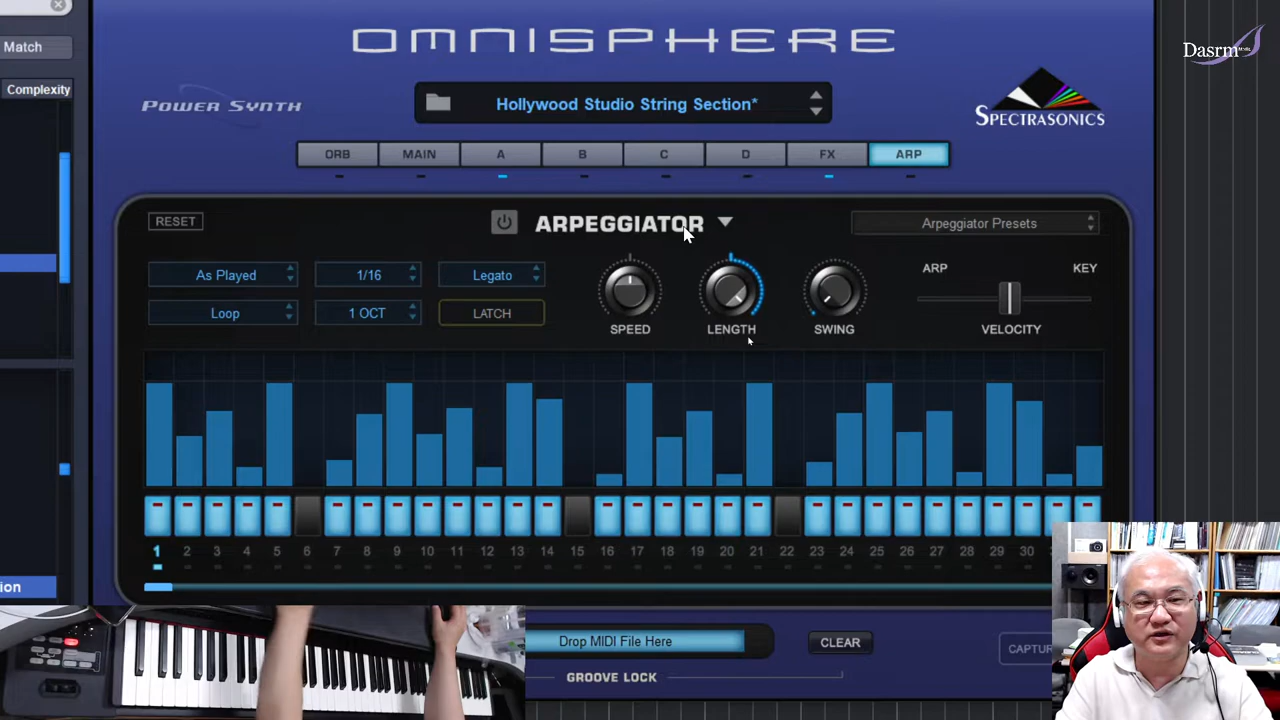 Match
Complexity
ion
OMNISPHERE
Dasrm
POWER SYNTH
Hollywood Studio String Section*
SPECTRASONICS
ORB MAIN A B C D FX ARP
RESET
ARPEGGIATOR
Arpeggiator Presets
As Played 1/16 Legato
Loop 1 OCT LATCH
SPEED LENGTH SWING
ARP KEY
VELOCITY
1 2 3 4 5 6 7 8 9 10 11 12 13 14 15 16 17 18 19 20 21 22 23 24 25 26 27 28 29 30
Drop MIDI File Here
CLEAR
CAPTUR
GROOVE LOCK